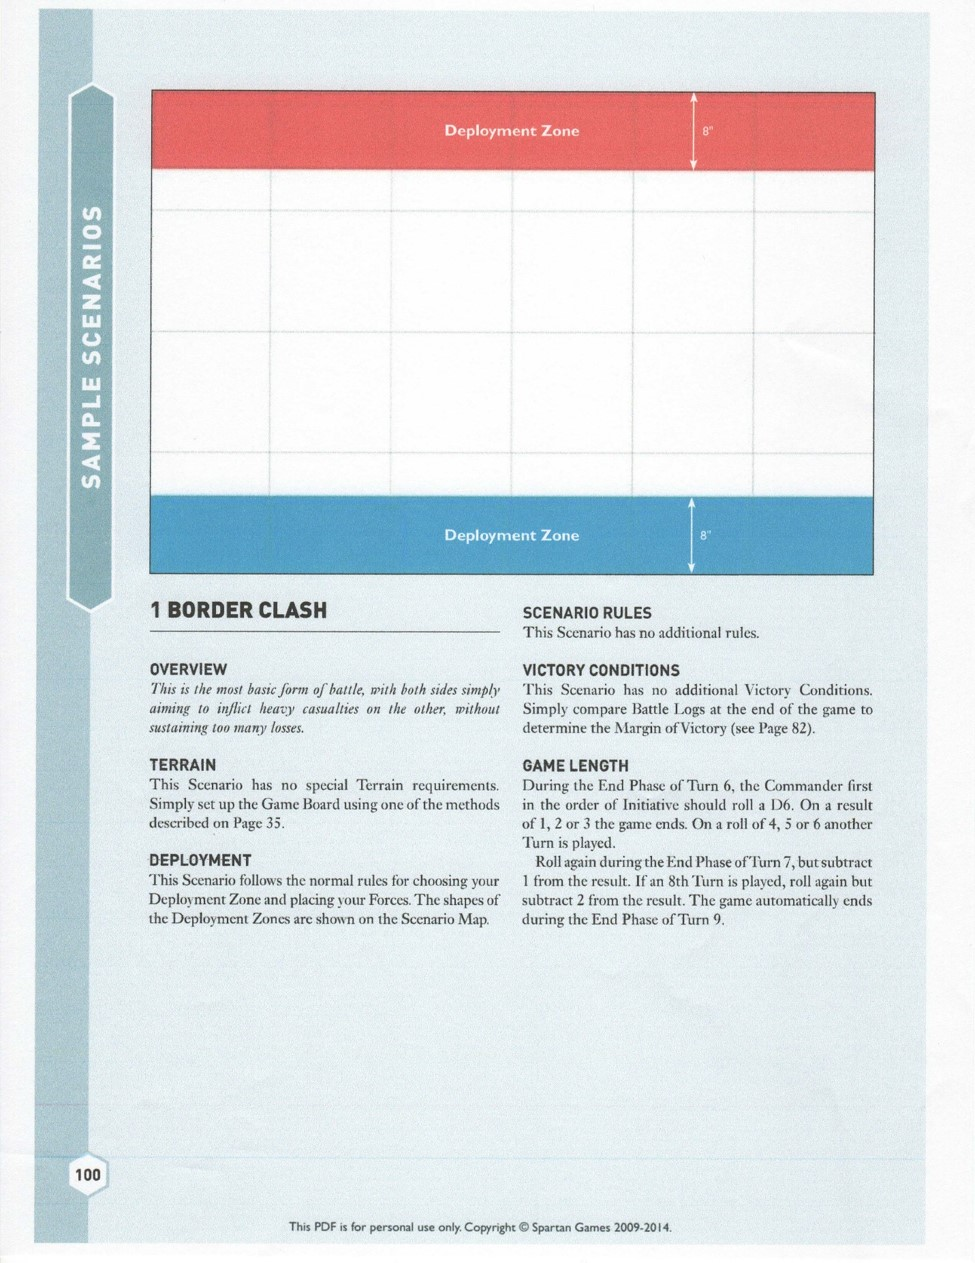 SAMPLE SCENARIOS
Deployment Zone
8"
Deployment Zone
8"
1 BORDER CLASH
OVERVIEW
This is the most basic form of battle, with both sides simply
aiming to inflict heavy casualties on the other, without
sustaining too many losses.
TERRAIN
This Scenario has no special Terrain requirements.
Simply set up the Game Board using one of the methods
described on Page 35.
DEPLOYMENT
This Scenario follows the normal rules for choosing your
Deployment Zone and placing your Forces. The shapes of
the Deployment Zones are shown on the Scenario Map.
SCENARIO RULES
This Scenario has no additional rules.
VICTORY CONDITIONS
This Scenario has no additional Victory Conditions.
Simply compare Battle Logs at the end of the game to
determine the Margin of Victory (see Page 82).
GAME LENGTH
During the End Phase of Turn 6, the Commander first
in the order of Initiative should roll a D6. On a result
of 1, 2 or 3 the game ends. On a roll of 4, 5 or 6 another
Turn is played.
Roll again during the End Phase of Turn 7, but subtract
1 from the result. If an 8th Turn is played, roll again but
subtract 2 from the result. The game automatically ends
during the End Phase of Turn 9.
100
This PDF is for personal use only. Copyright © Spartan Games 2009-2014.